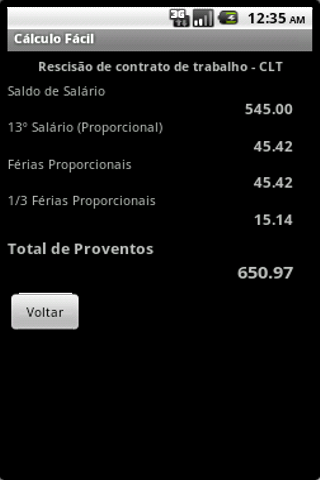 3G
12:35 AM
Cálculo Fácil
Rescisão de contrato de trabalho - CLT
Saldo de Salário
545.00
13º Salário (Proporcional)
45.42
Férias Proporcionais
45.42
1/3 Férias Proporcionais
15.14
Total de Proventos
650.97
Voltar